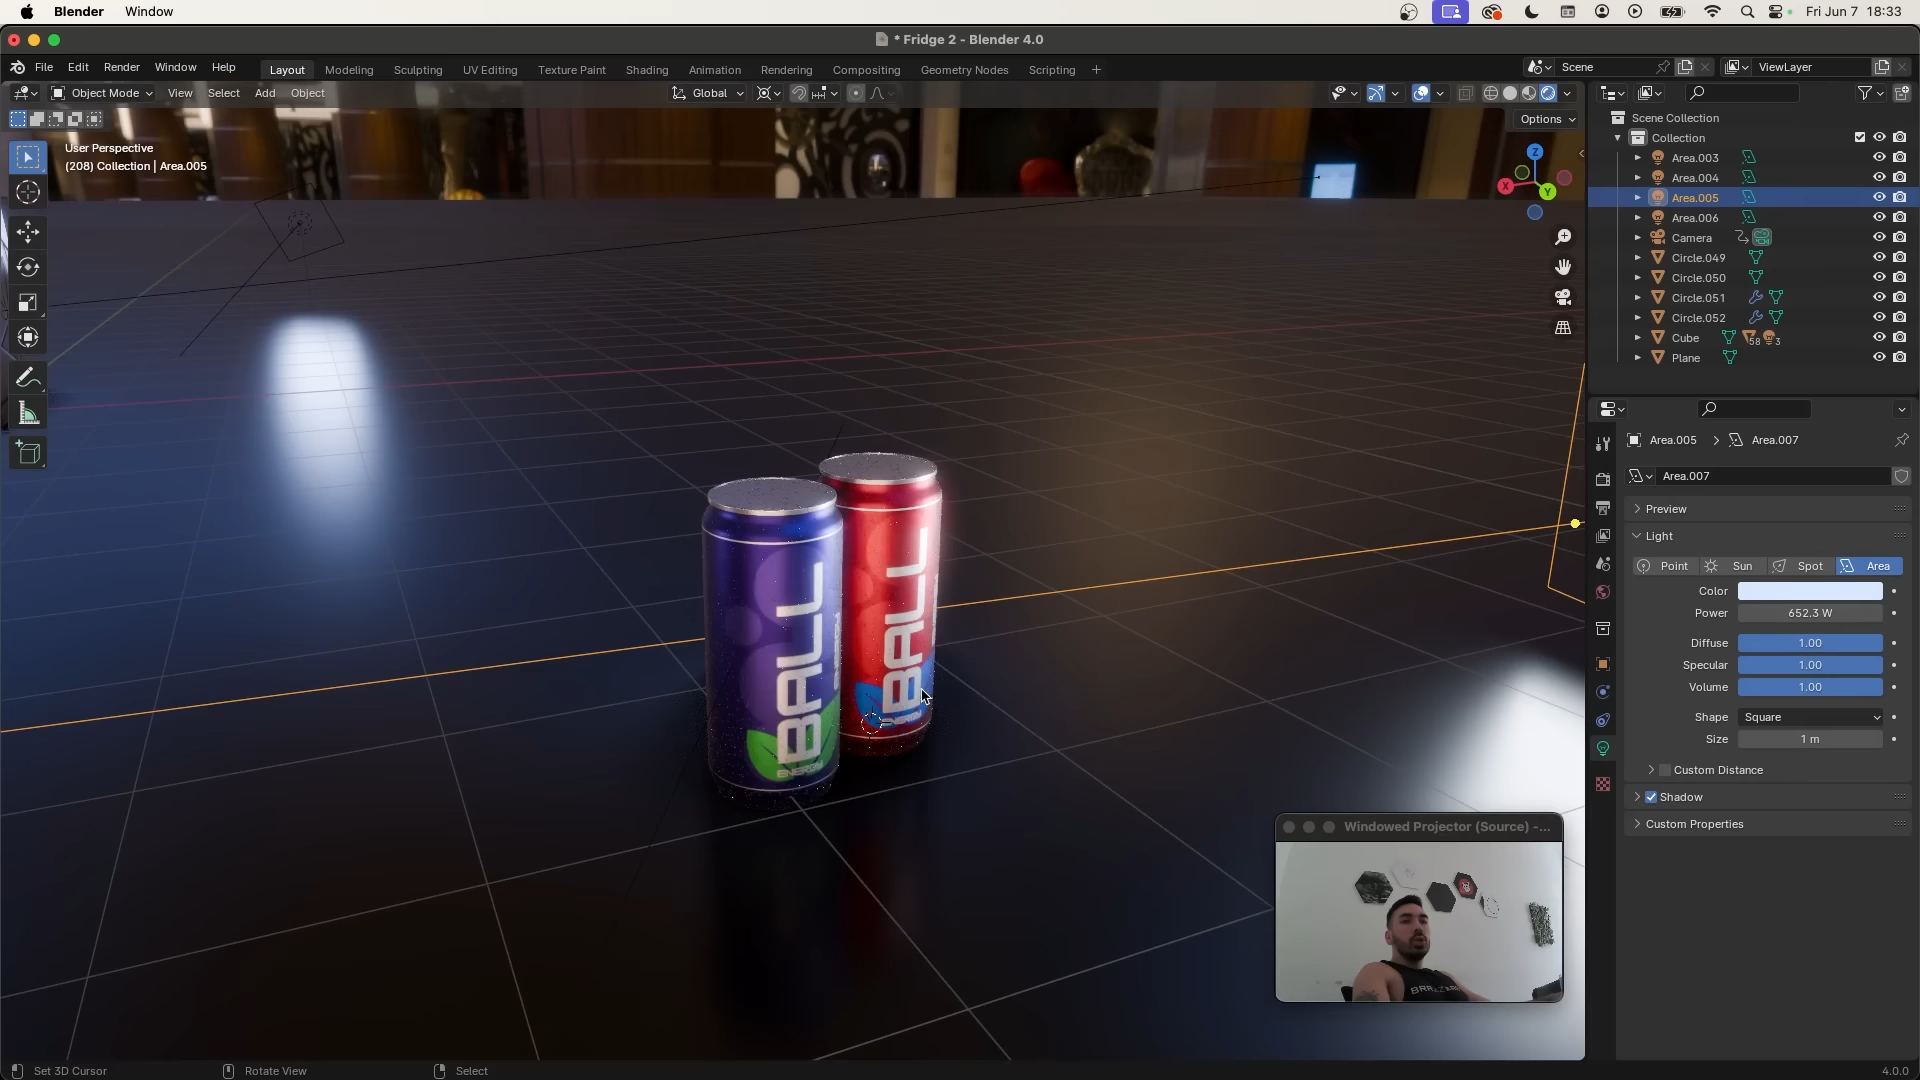 Blender Window
Fri Jun 7 18:33
* Fridge 2 - Blender 4.0
File Edit Render Window Help
Layout Modeling Sculpting UV Editing Texture Paint Shading Animation Rendering Compositing Geometry Nodes Scripting +
Scene
ViewLayer
Object Mode View Select Add Object
Global
Options
User Perspective
(208) Collection | Area.005
Z
X
Y
BALL
ENERGY
BALL
ENERGY
Windowed Projector (Source) -...
Scene Collection
Collection
Area.003
Area.004
Area.005
Area.006
Camera
Circle.049
Circle.050
Circle.051
Circle.052
Cube 58 3
Plane
Area.005 > Area.007
Area.007
Preview
Light
Point Sun Spot Area
Color
Power 652.3 W
Diffuse 1.00
Specular 1.00
Volume 1.00
Shape Square
Size 1 m
Custom Distance
Shadow
Custom Properties
Set 3D Cursor Rotate View Select
4.0.0